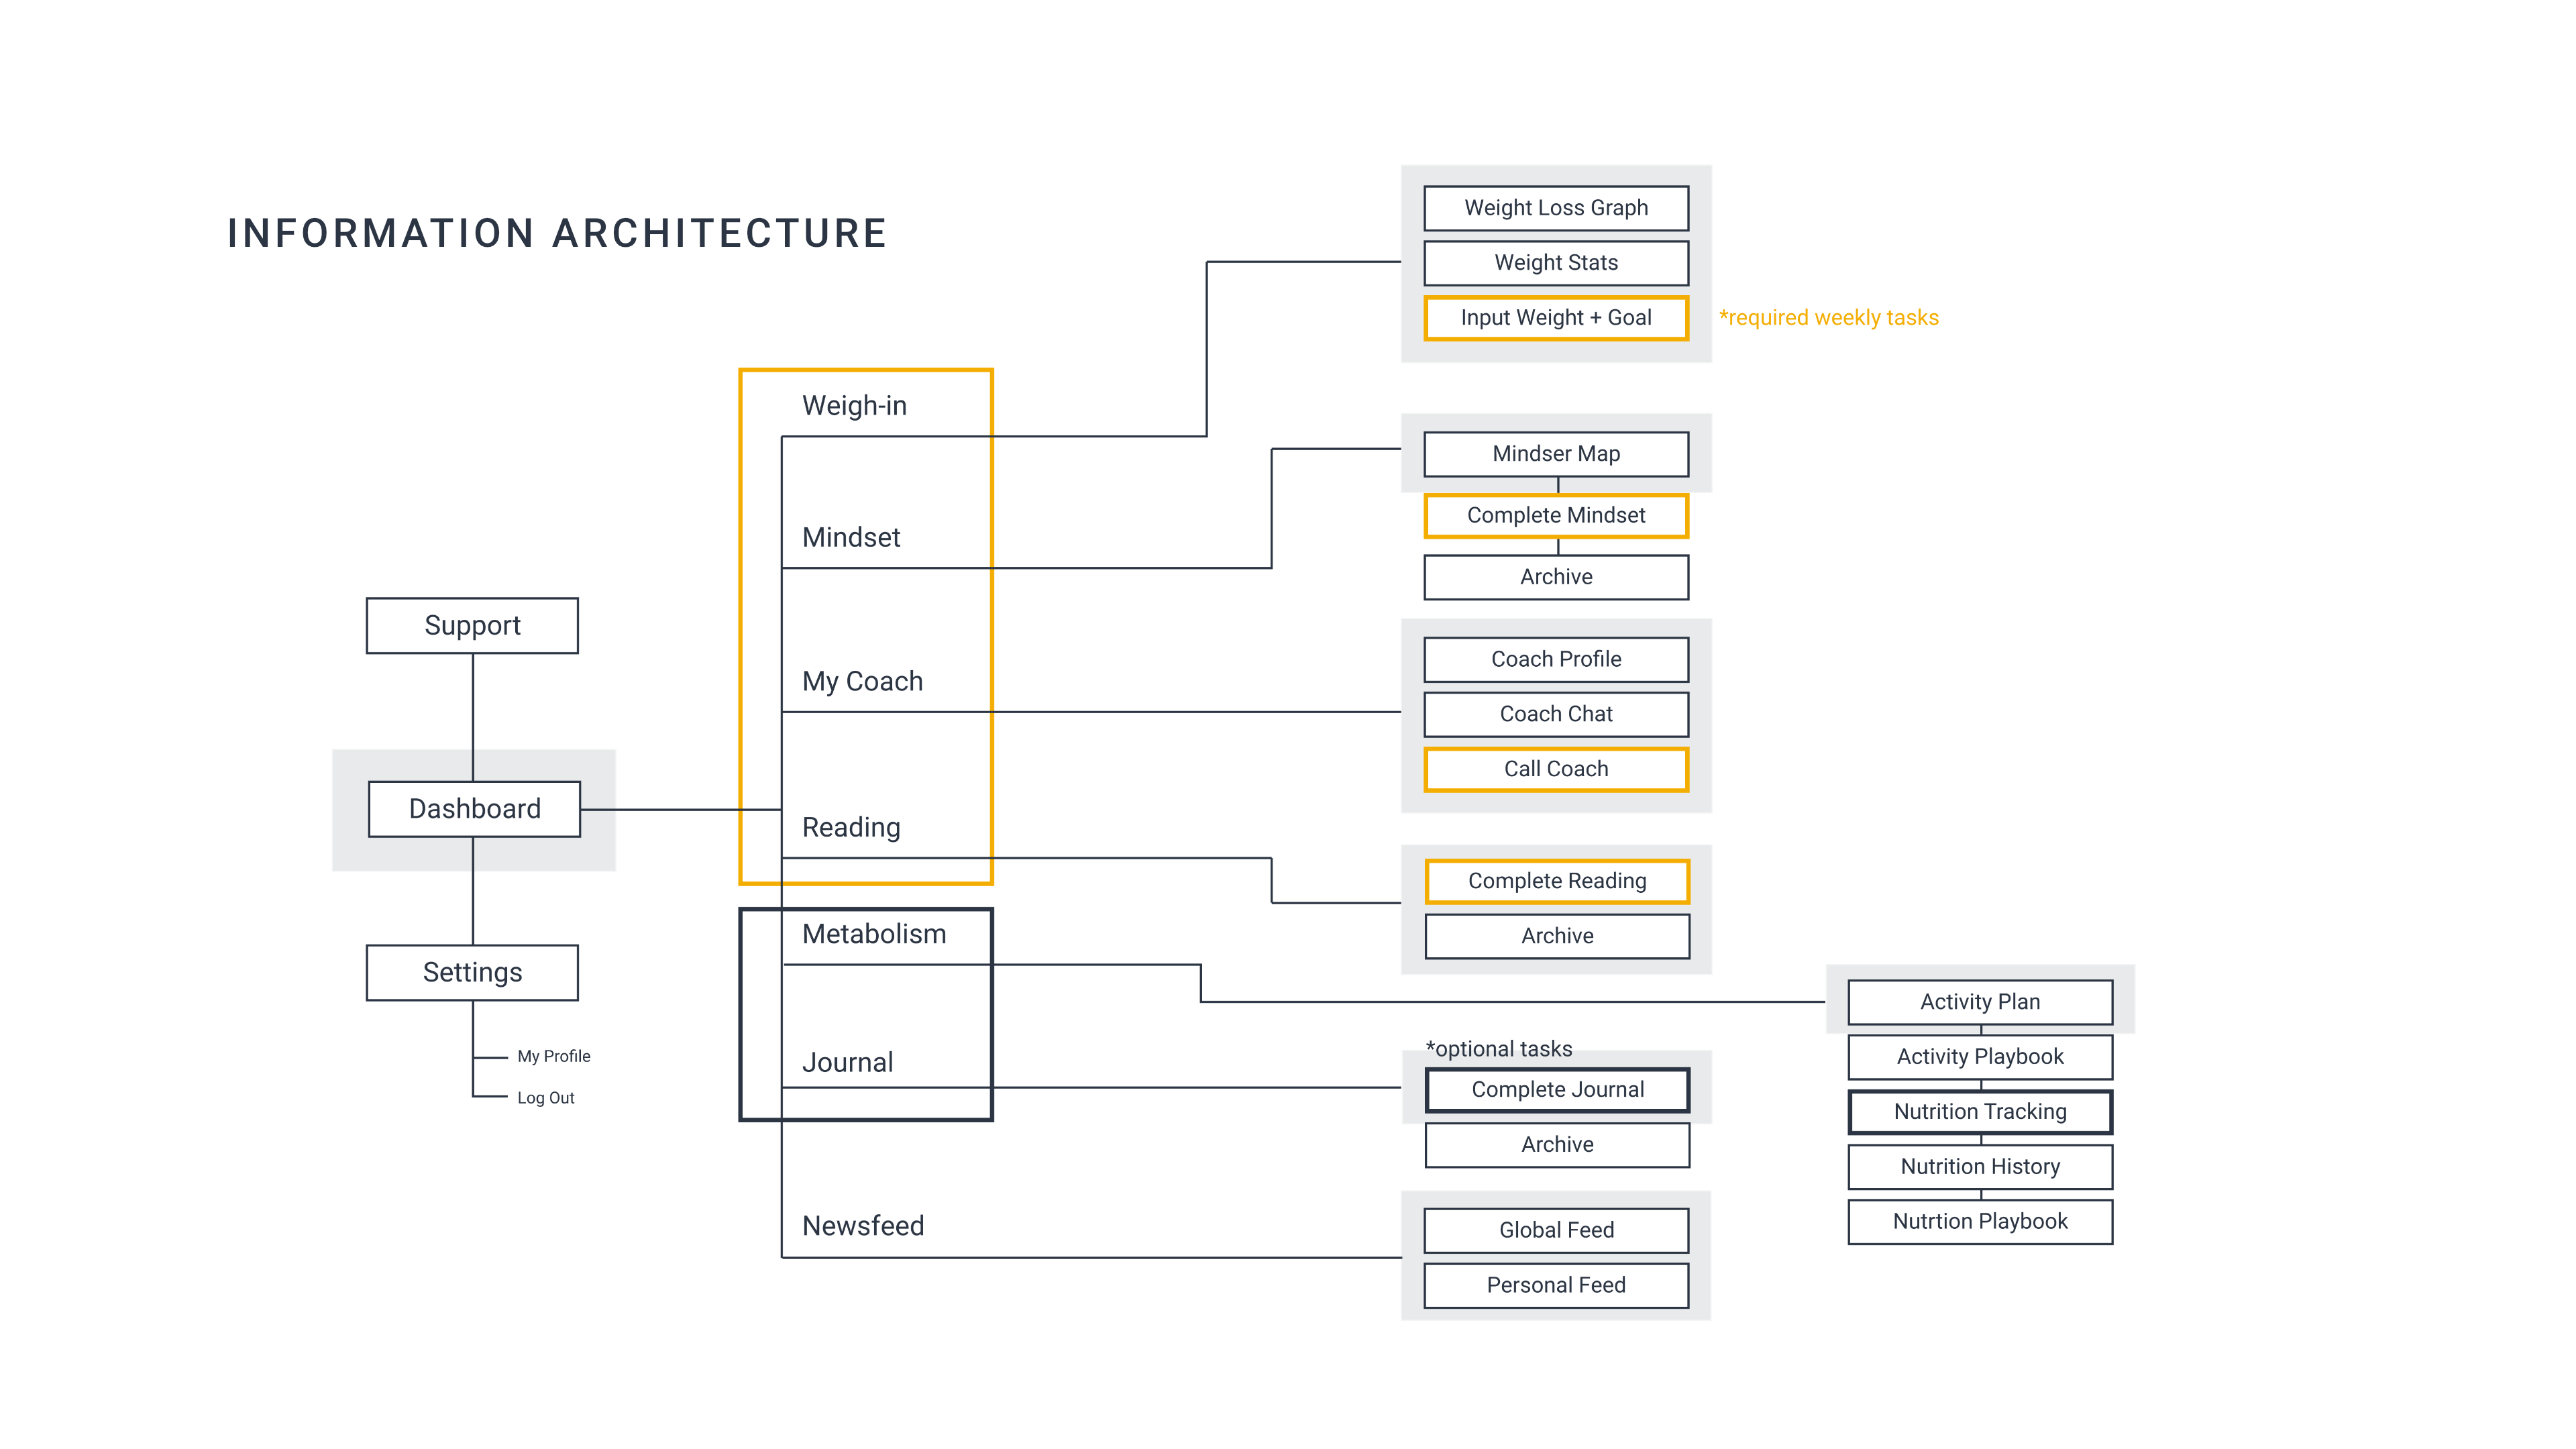 INFORMATION ARCHITECTURE
Support
Dashboard
Settings
My Profile
Log Out
Weigh-in
Mindset
My Coach
Reading
Metabolism
Journal
Newsfeed
Weight Loss Graph
Weight Stats
Input Weight + Goal
*required weekly tasks
Mindser Map
Complete Mindset
Archive
Coach Profile
Coach Chat
Call Coach
Complete Reading
Archive
*optional tasks
Complete Journal
Archive
Global Feed
Personal Feed
Activity Plan
Activity Playbook
Nutrition Tracking
Nutrition History
Nutrtion Playbook